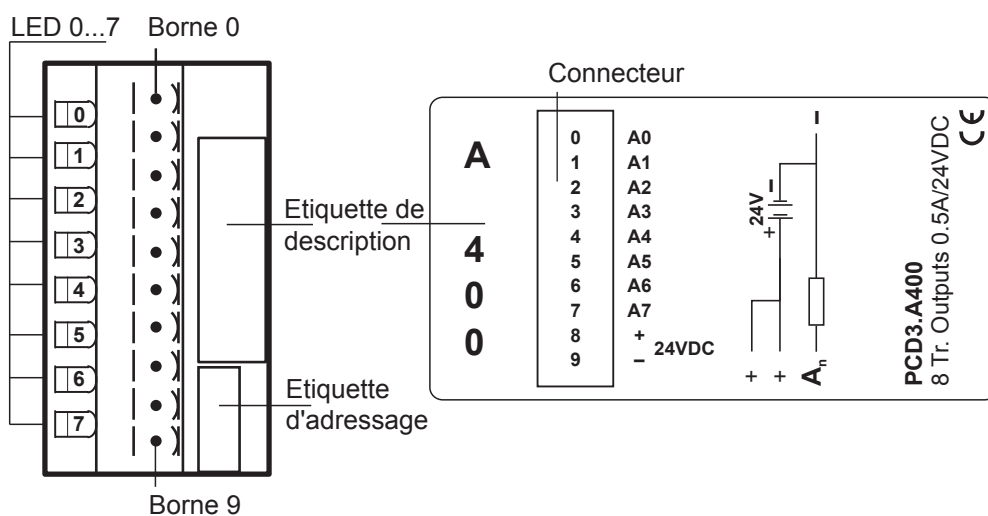 LED 0...7
Borne 0
0
1
2
3
4
5
6
7
Borne 9
Etiquette de
description
Etiquette
d'adressage
Connecteur
A
4
0
0
0 A0
1 A1
2 A2
3 A3
4 A4
5 A5
6 A6
7 A7
8 +
9 –
24VDC
24V
–
+
–
+ + An
PCD3.A400
8 Tr. Outputs 0.5A/24VDC
CE